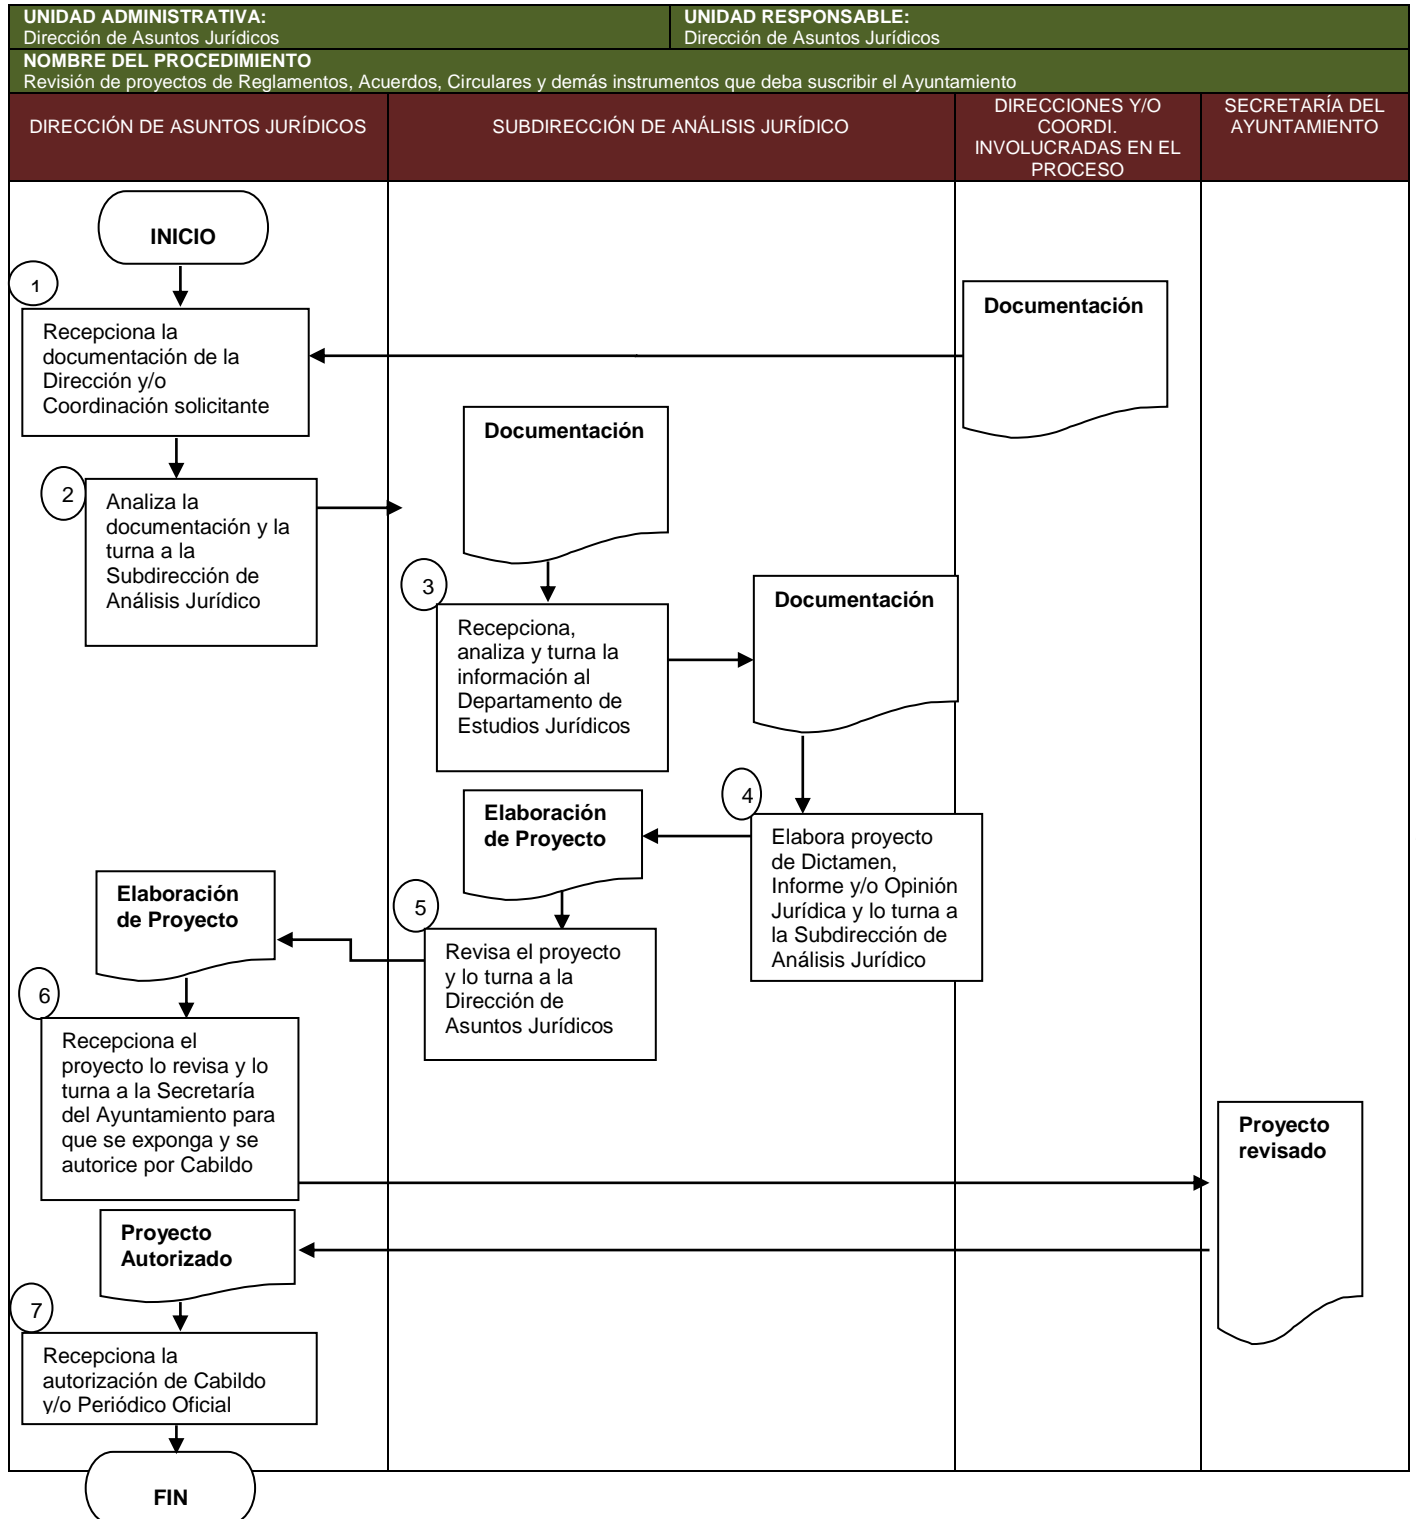 UNIDAD ADMINISTRATIVA:
Dirección de Asuntos Jurídicos
UNIDAD RESPONSABLE:
Dirección de Asuntos Jurídicos
NOMBRE DEL PROCEDIMIENTO
Revisión de proyectos de Reglamentos, Acuerdos, Circulares y demás instrumentos que deba suscribir el Ayuntamiento
DIRECCIÓN DE ASUNTOS JURÍDICOS
SUBDIRECCIÓN DE ANÁLISIS JURÍDICO
DIRECCIONES Y/O
COORDI.
INVOLUCRADAS EN EL
PROCESO
SECRETARÍA DEL
AYUNTAMIENTO
INICIO
1
Recepciona la
documentación de la
Dirección y/o
Coordinación solicitante
Documentación
2
Analiza la
documentación y la
turna a la
Subdirección de
Análisis Jurídico
Documentación
3
Recepciona,
analiza y turna la
información al
Departamento de
Estudios Jurídicos
Documentación
4
Elabora proyecto
de Dictamen,
Informe y/o Opinión
Jurídica y lo turna a
la Subdirección de
Análisis Jurídico
Elaboración
de Proyecto
5
Revisa el proyecto
y lo turna a la
Dirección de
Asuntos Jurídicos
Elaboración
de Proyecto
6
Recepciona el
proyecto lo revisa y lo
turna a la Secretaría
del Ayuntamiento para
que se exponga y se
autorice por Cabildo
Proyecto
revisado
Proyecto
Autorizado
7
Recepciona la
autorización de Cabildo
y/o Periódico Oficial
FIN